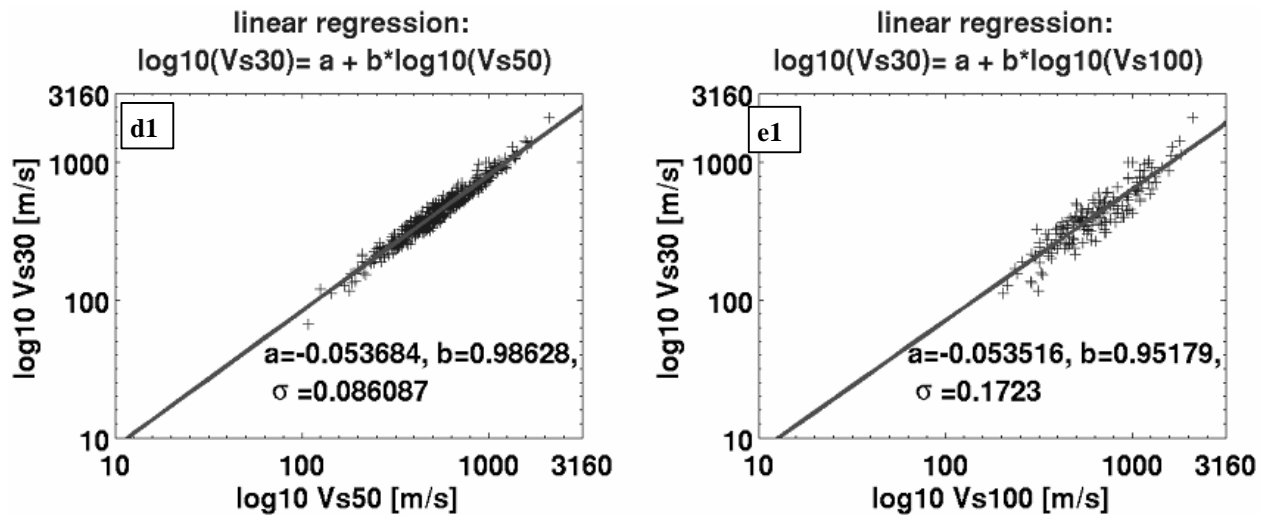 linear regression:
log10(Vs30)= a + b*log10(Vs50)
3160
d1
1000
100
10
log10 Vs30 [m/s]
a=-0.053684, b=0.98628,
σ =0.086087
10
100
1000
3160
log10 Vs50 [m/s]
linear regression:
log10(Vs30)= a + b*log10(Vs100)
3160
e1
1000
100
10
log10 Vs30 [m/s]
a=-0.053516, b=0.95179,
σ =0.1723
10
100
1000
3160
log10 Vs100 [m/s]